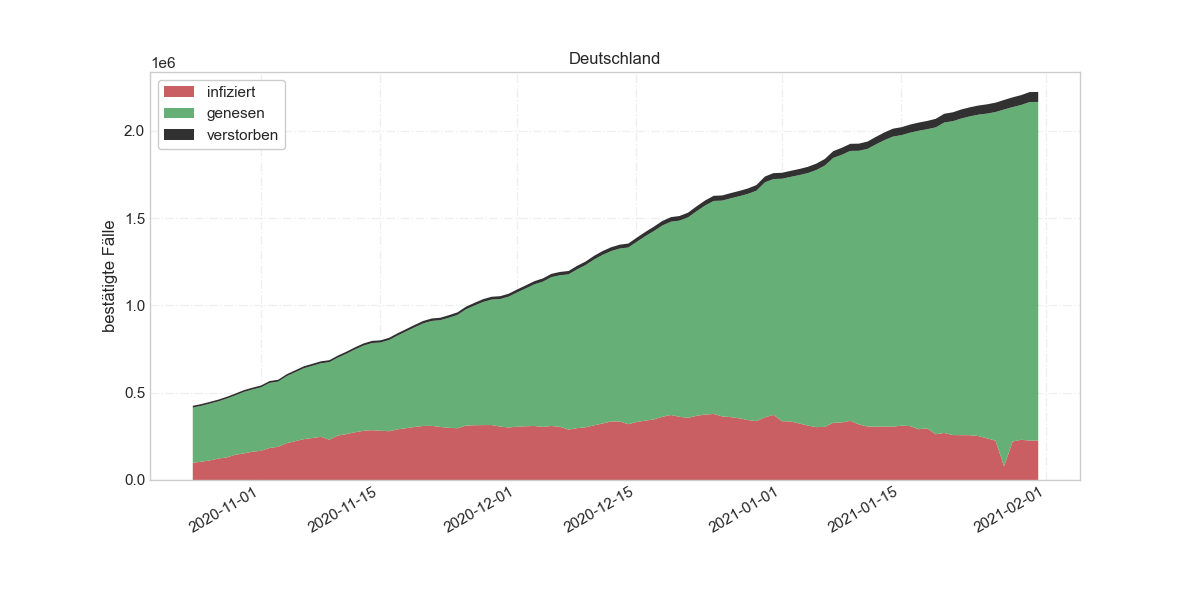 Deutschland
1e6
infiziert
genesen
verstorben
bestätigte Fälle
2.0
1.5
1.0
0.5
0.0
2020-11-01
2020-11-15
2020-12-01
2020-12-15
2021-01-01
2021-01-15
2021-02-01